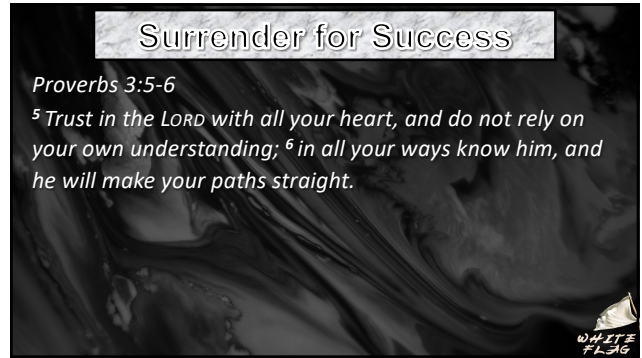 Surrender for Success
Proverbs 3:5-6
⁵ Trust in the LORD with all your heart, and do not rely on
your own understanding; ⁶ in all your ways know him, and
he will make your paths straight.
WHITE
FLAG